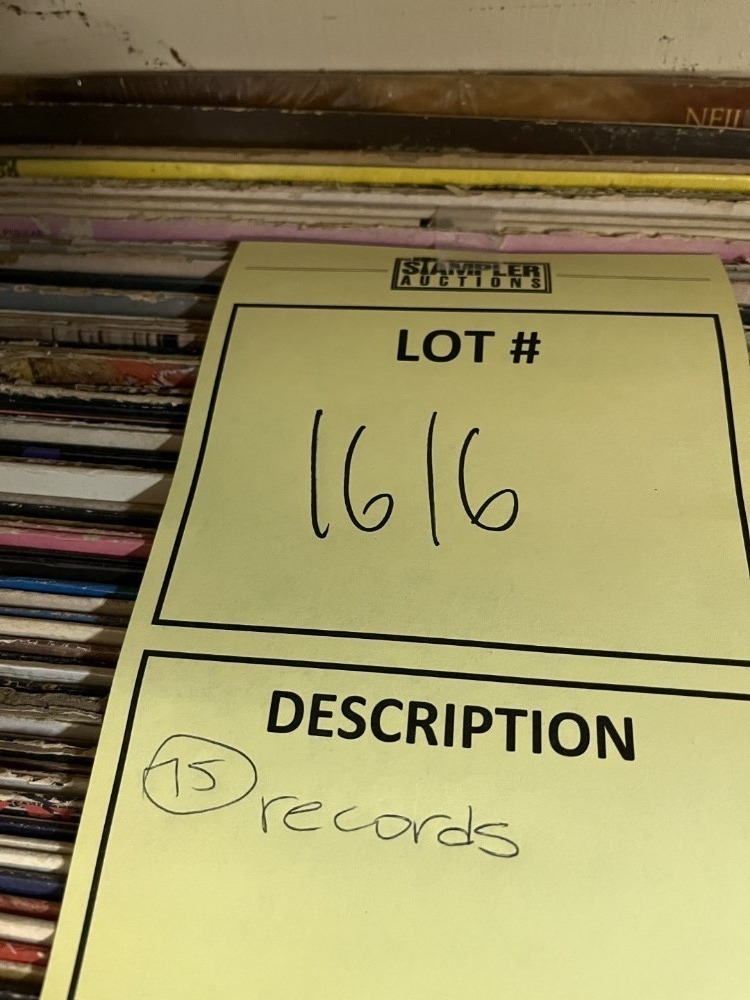 NEIL
STAMPLER
AUCTIONS
LOT #
1616
DESCRIPTION
75 records